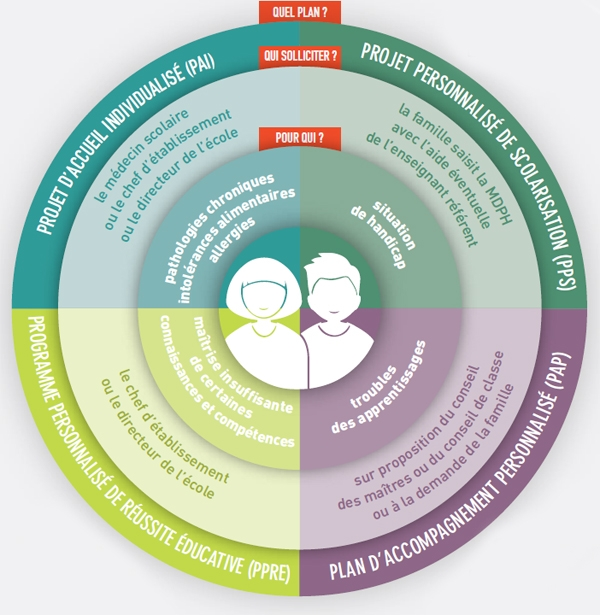 QUEL PLAN ?
QUI SOLLICITER ?
POUR QUI ?
PROJET D'ACCUEIL INDIVIDUALISÉ (PAI)
le médecin scolaire
ou le chef d'établissement
ou le directeur de l'école
pathologies chroniques
intolérances alimentaires
allergies
PROJET PERSONNALISÉ DE SCOLARISATION (PPS)
la famille saisit la MDPH
avec l'aide éventuelle
de l'enseignant référent
situation
de handicap
PROGRAMME PERSONNALISÉ DE RÉUSSITE ÉDUCATIVE (PPRE)
le chef d'établissement
ou le directeur de l'école
maîtrise insuffisante
de certaines
connaissances et compétences
PLAN D'ACCOMPAGNEMENT PERSONNALISÉ (PAP)
sur proposition du conseil
des maîtres ou du conseil de classe
ou à la demande de la famille
troubles
des apprentissages